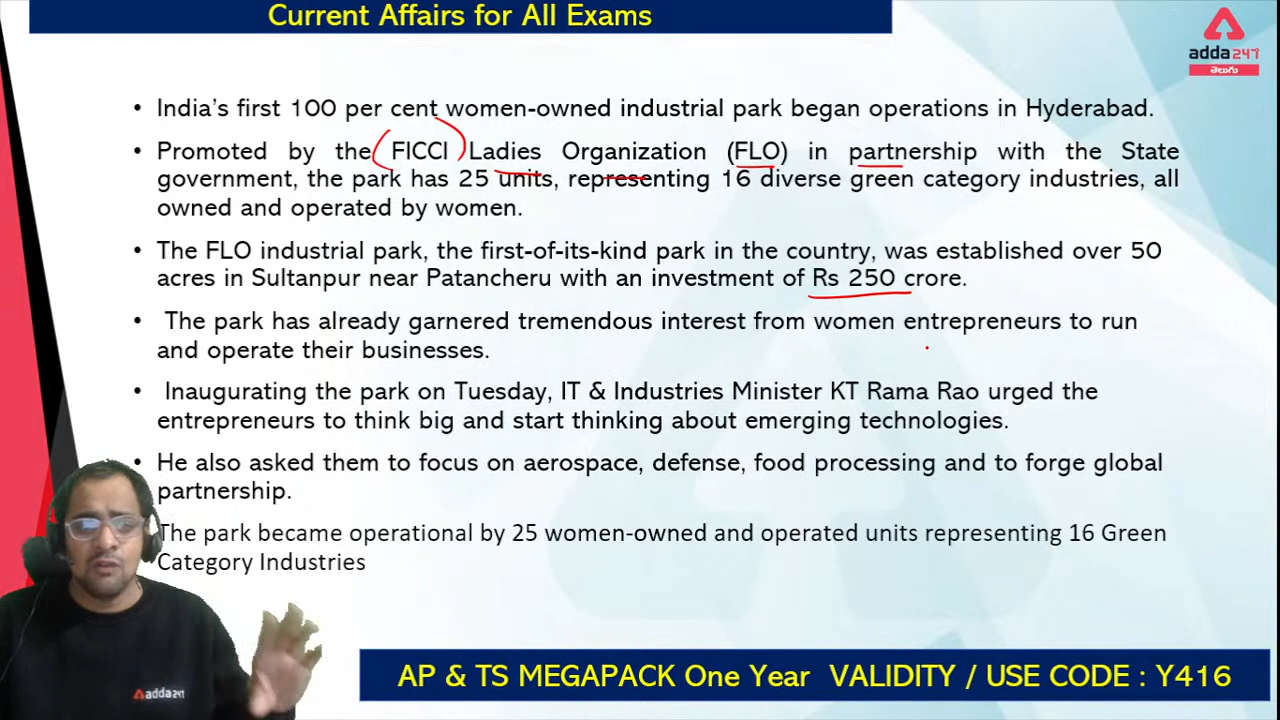 Current Affairs for All Exams
adda247
తెలుగు
• India's first 100 per cent women-owned industrial park began operations in Hyderabad.
• Promoted by the FICCI Ladies Organization (FLO) in partnership with the State
government, the park has 25 units, representing 16 diverse green category industries, all
owned and operated by women.
• The FLO industrial park, the first-of-its-kind park in the country, was established over 50
acres in Sultanpur near Patancheru with an investment of Rs 250 crore.
• The park has already garnered tremendous interest from women entrepreneurs to run
and operate their businesses.
• Inaugurating the park on Tuesday, IT & Industries Minister KT Rama Rao urged the
entrepreneurs to think big and start thinking about emerging technologies.
• He also asked them to focus on aerospace, defense, food processing and to forge global
partnership.
The park became operational by 25 women-owned and operated units representing 16 Green
Category Industries
adda247
AP & TS MEGAPACK One Year VALIDITY / USE CODE : Y416